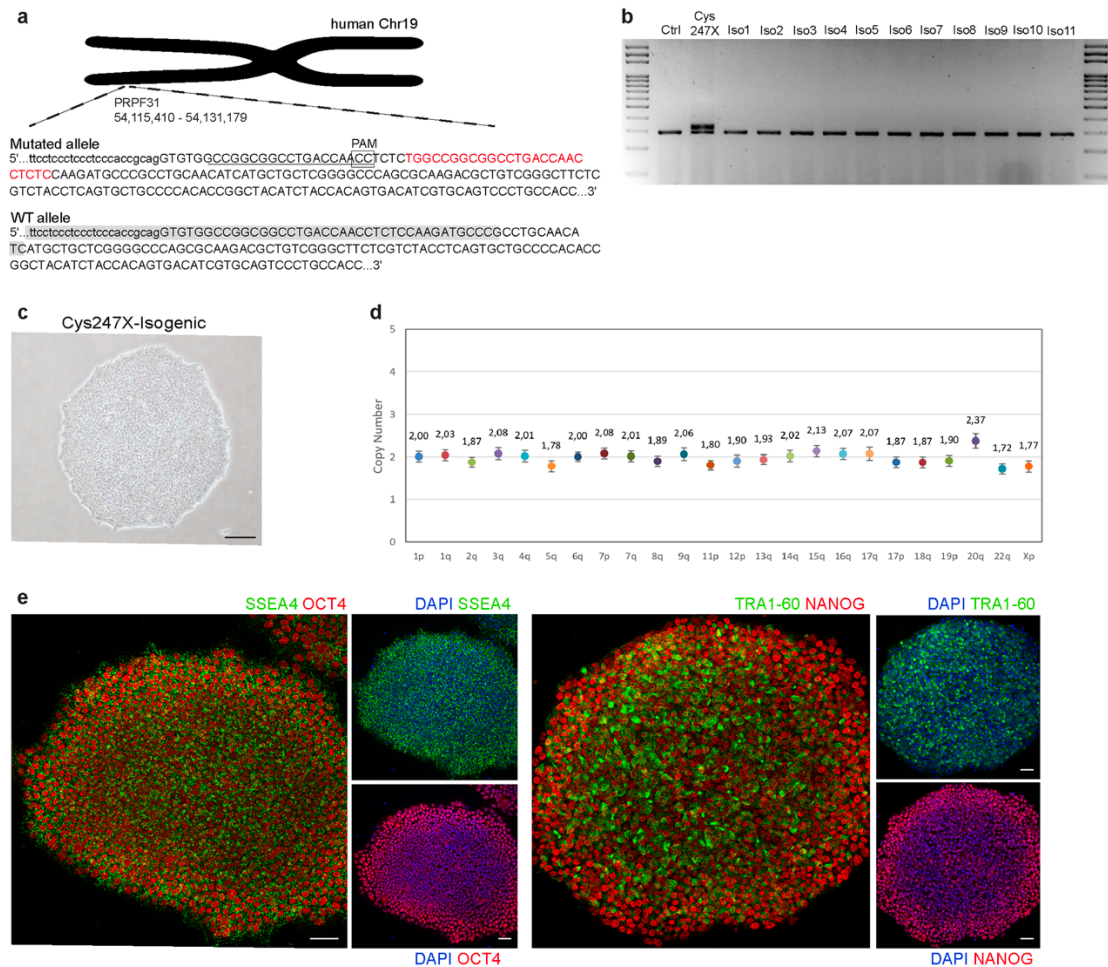 a
human Chr19
PRPF31
54,115,410 - 54,131,179
Mutated allele
PAM
5'...ttcctccctccctcccaccgcagGTGTGGCCGGCGGCCTGACCAACCTCTCTGGCCGGCGGCCTGACCAAC
CTCTCCAAGATGCCCGCCTGCAACATCATGCTGCTCGGGGCCCAGCGCAAGACGCTGTCGGGCTTCTC
GTCTACCTCAGTGCTGCCCCACACCGGCTACATCTACCACAGTGACATCGTGCAGTCCCTGCCACC...3'
WT allele
5'...ttcctccctccctcccaccgcagGTGTGGCCGGCGGCCTGACCAACCTCTCCAAGATGCCCGCCTGCAACA
TCATGCTGCTCGGGGCCCAGCGCAAGACGCTGTCGGGCTTCTCGTCTACCTCAGTGCTGCCCCACACC
GGCTACATCTACCACAGTGACATCGTGCAGTCCCTGCCACC...3'
b
Ctrl Cys 247X Iso1 Iso2 Iso3 Iso4 Iso5 Iso6 Iso7 Iso8 Iso9 Iso10 Iso11
c
Cys247X-Isogenic
d
Copy Number
5
4
3
2
1
0
2,00 2,03 1,87 2,08 2,01 1,78 2,00 2,08 2,01 1,89 2,06 1,80 1,90 1,93 2,02 2,13 2,07 2,07 1,87 1,87 1,90 2,37 1,72 1,77
1p 1q 2q 3q 4q 5q 6q 7p 7q 8q 9q 11p 12p 13q 14q 15q 16q 17q 17p 18q 19p 20q 22q Xp
e
SSEA4 OCT4
DAPI SSEA4
TRA1-60 NANOG
DAPI TRA1-60
DAPI OCT4
DAPI NANOG